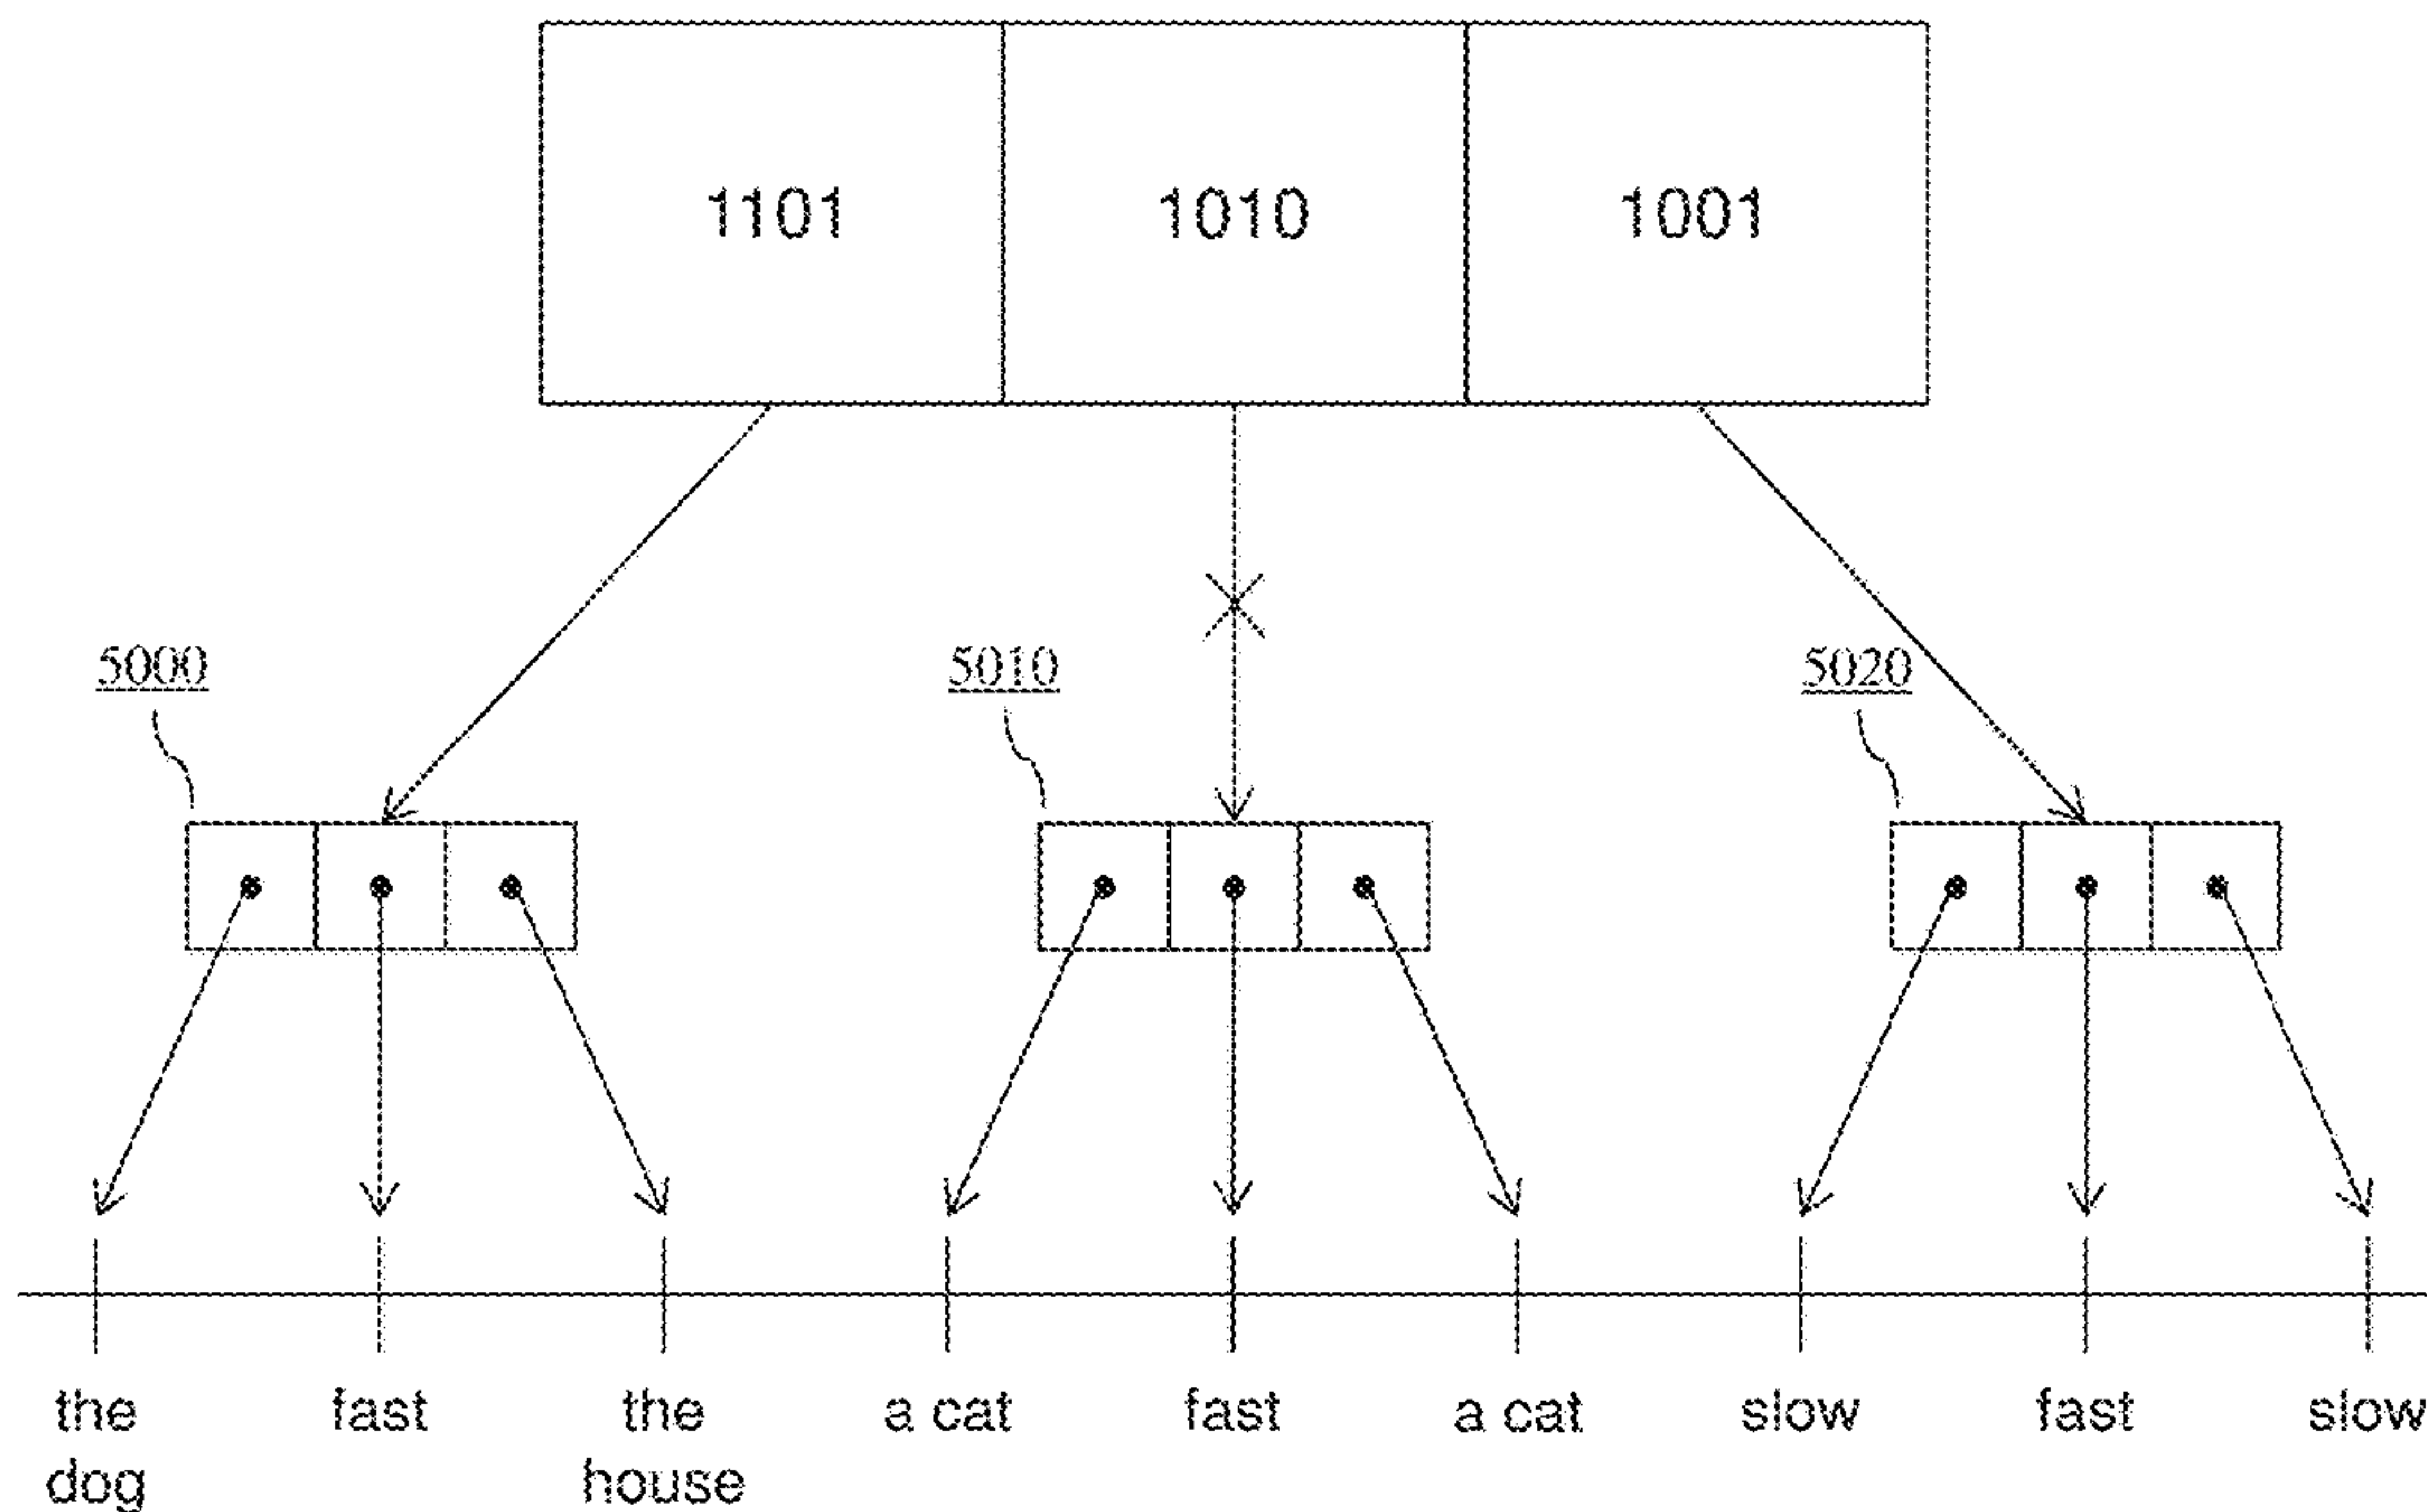 1101 1010 1001
5000 5010 5020
the fast the a cat fast a cat slow fast slow
dog house